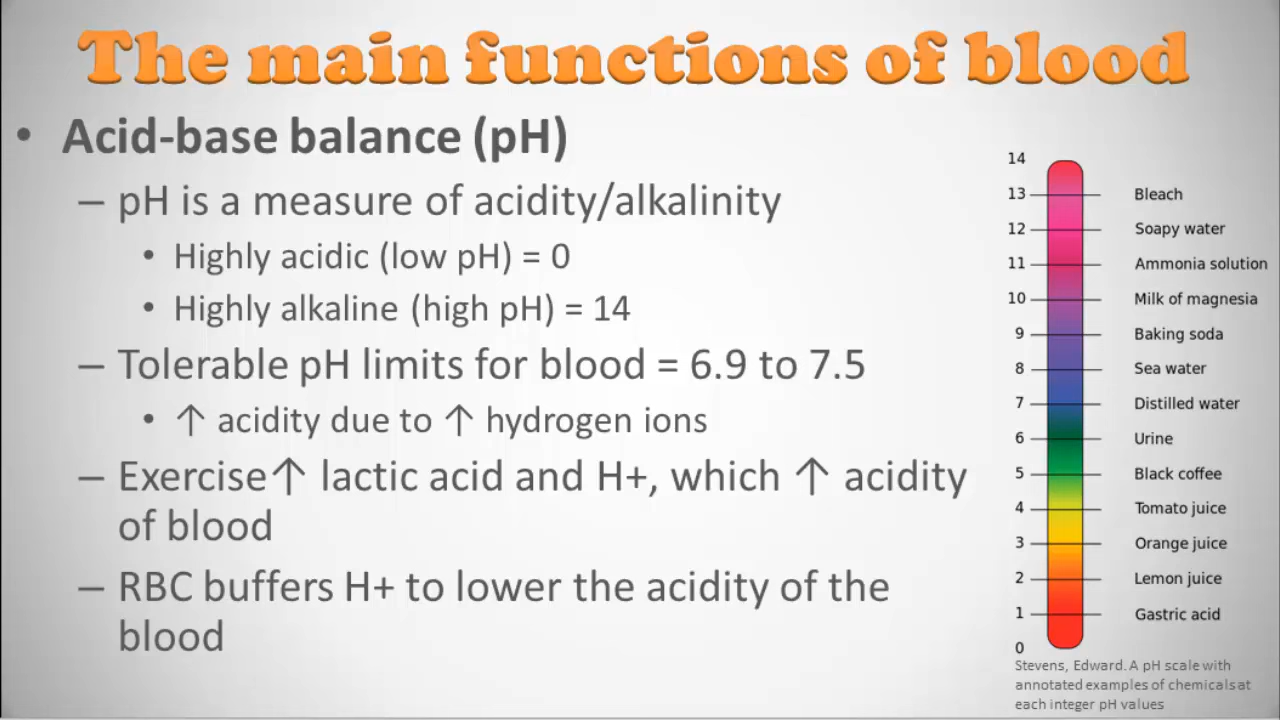 The main functions of blood
• Acid-base balance (pH)
– pH is a measure of acidity/alkalinity
• Highly acidic (low pH) = 0
• Highly alkaline (high pH) = 14
– Tolerable pH limits for blood = 6.9 to 7.5
• ↑ acidity due to ↑ hydrogen ions
– Exercise↑ lactic acid and H+, which ↑ acidity
of blood
– RBC buffers H+ to lower the acidity of the
blood
14
13 Bleach
12 Soapy water
11 Ammonia solution
10 Milk of magnesia
9 Baking soda
8 Sea water
7 Distilled water
6 Urine
5 Black coffee
4 Tomato juice
3 Orange juice
2 Lemon juice
1 Gastric acid
0
Stevens, Edward. A pH scale with
annotated examples of chemicals at
each integer pH values